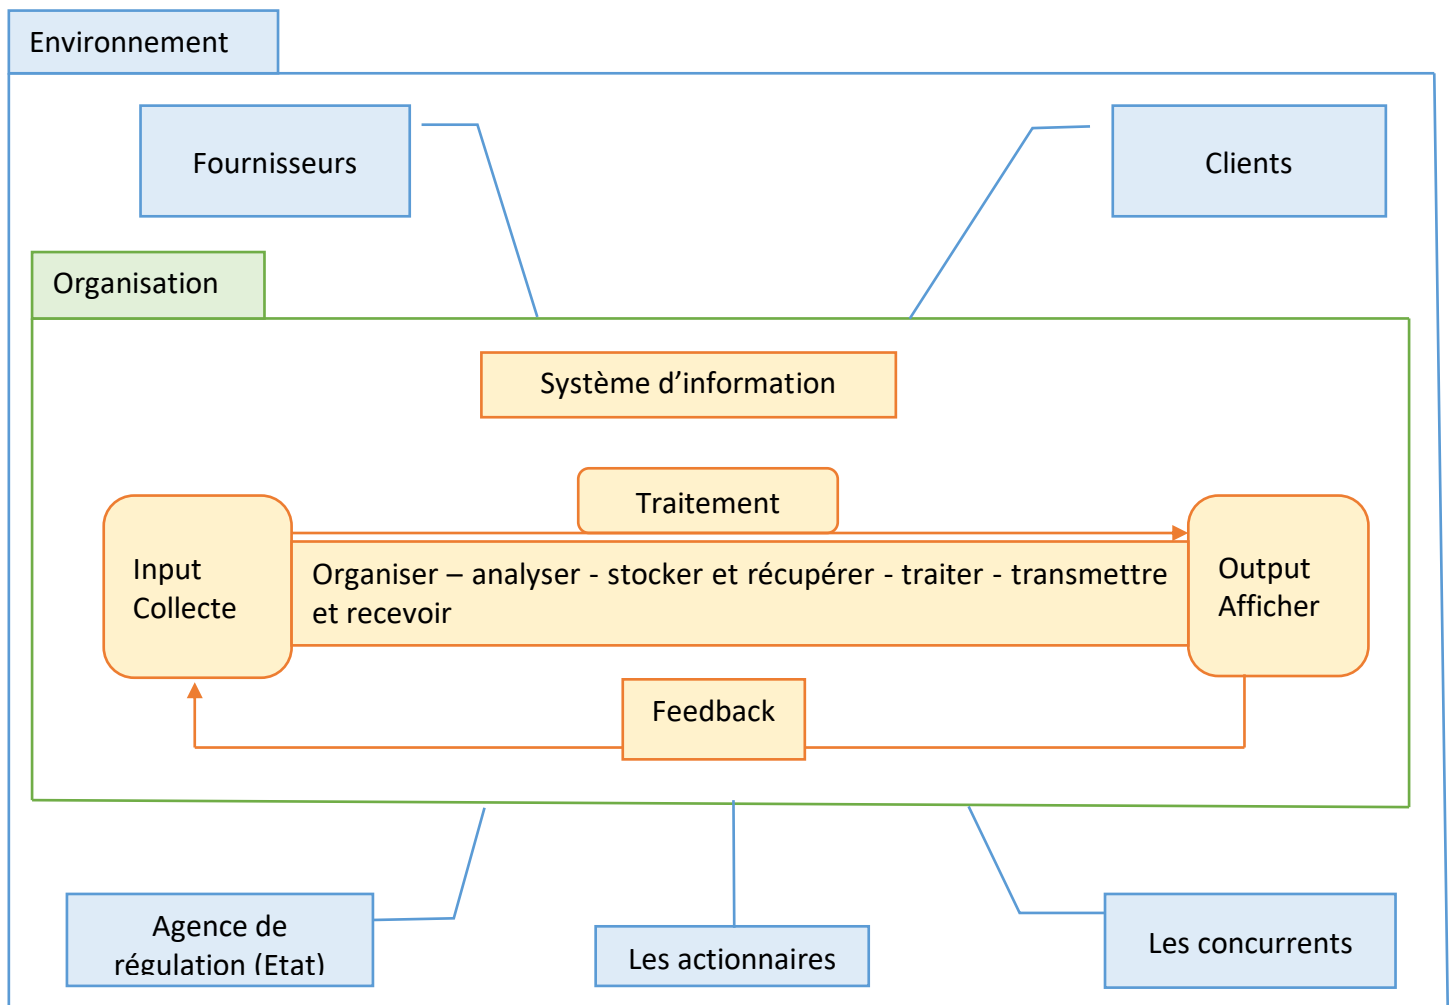 Environnement
Fournisseurs
Clients
Organisation
Système d’information
Traitement
Input
Collecte
Organiser – analyser - stocker et récupérer - traiter - transmettre
et recevoir
Output
Afficher
Feedback
Agence de
régulation (Etat)
Les actionnaires
Les concurrents